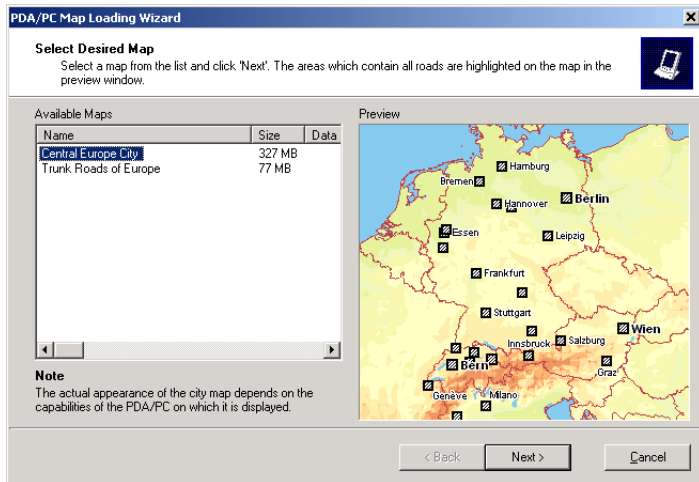 PDA/PC Map Loading Wizard
Select Desired Map
Select a map from the list and click 'Next'. The areas which contain all roads are highlighted on the map in the
preview window.
Available Maps
Name Size Data
Central Europe City 327 MB
Trunk Roads of Europe 77 MB
Note
The actual appearance of the city map depends on the
capabilities of the PDA/PC on which it is displayed.
Preview
Hamburg
Bremen
Hannover
Berlin
Essen
Leipzig
Frankfurt
Stuttgart
Wien
Innsbruck
Salzburg
Bern
Graz
Genève
Milano
< Back
Next >
Cancel